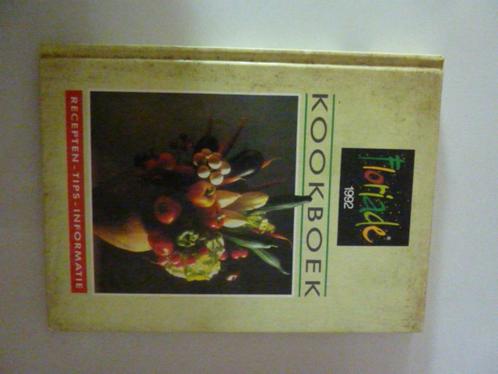 floriade
1992
KOOKBOEK
RECEPTEN - TIPS - INFORMATIE